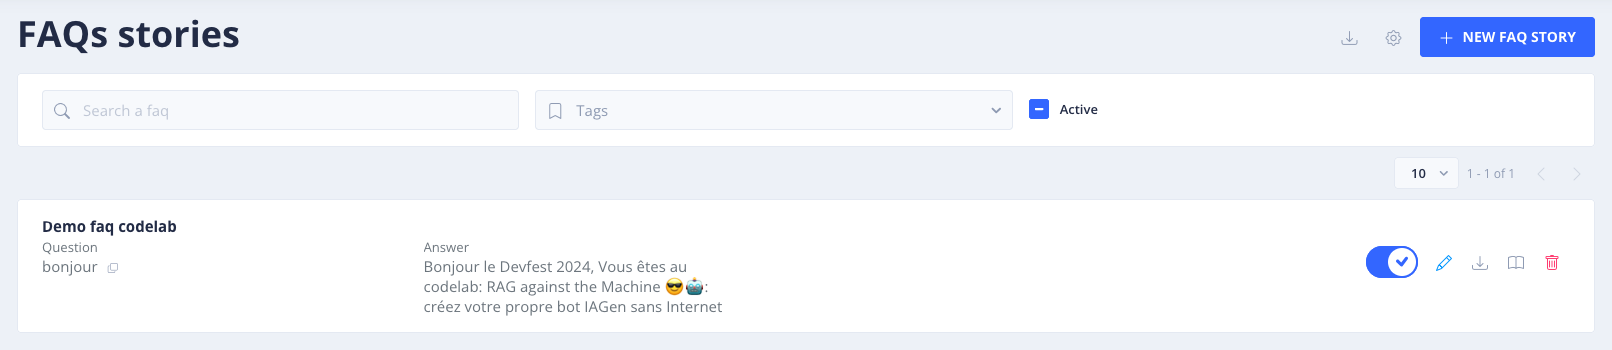 FAQs stories
NEW FAQ STORY
Search a faq
Tags
Active
10
1 - 1 of 1
Demo faq codelab
Question
bonjour
Answer
Bonjour le Devfest 2024, Vous êtes au
codelab: RAG against the Machine 😎🤖:
créez votre propre bot IAGen sans Internet